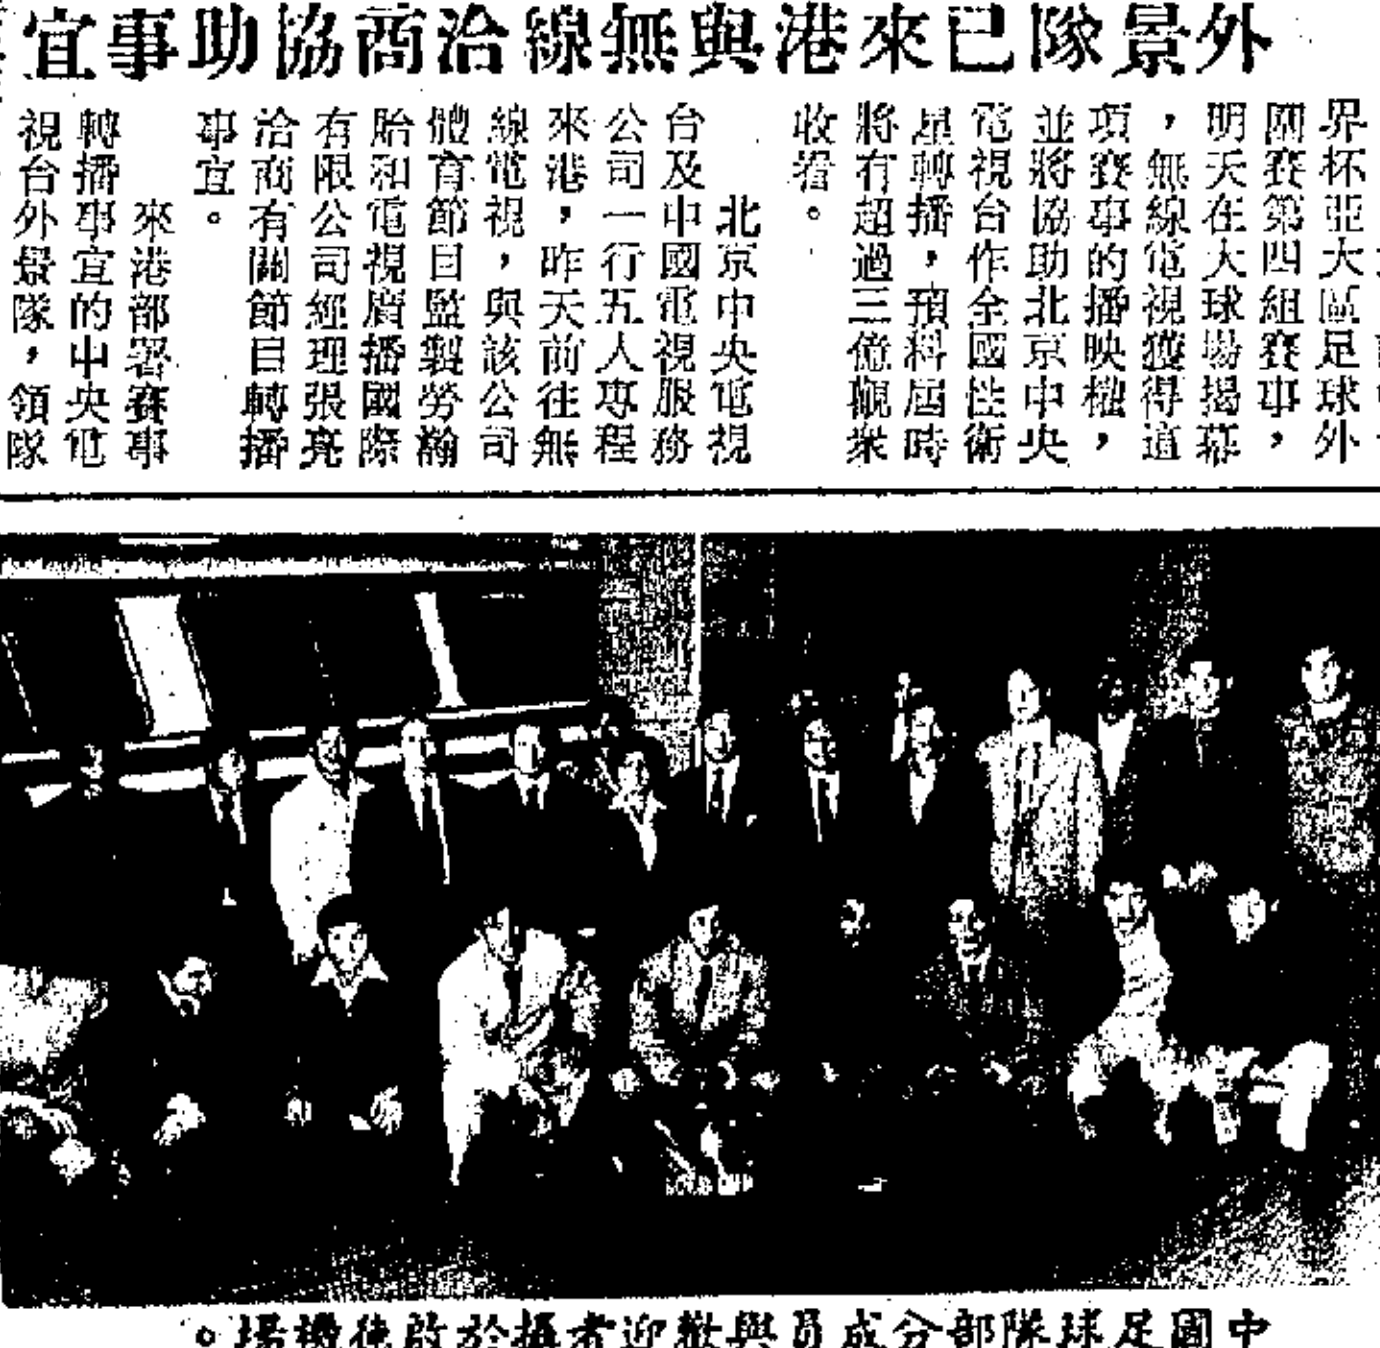 外景隊已來港與無線洽商協助事宜
界杯亞大區足球外
圍賽第四組賽事，
明天在大球場揭幕
，無線電視獲得這
項賽事的播映權，
並將協助北京中央
電視台作全國性衛
星轉播，預料屆時
將有超過三億觀衆
收看。
北京中央電視
台及中國電視服務
公司一行五人專程
來港，昨天前往無
線電視，與該公司
體育節目監製勞瀚
胎和電視廣播國際
有限公司經理張亮
洽商有關節目轉播
事宜。
來港部署賽事
轉播事宜的中央電
視台外景隊，領隊
中國足球隊部分成員與歡迎者攝於啟德機場。